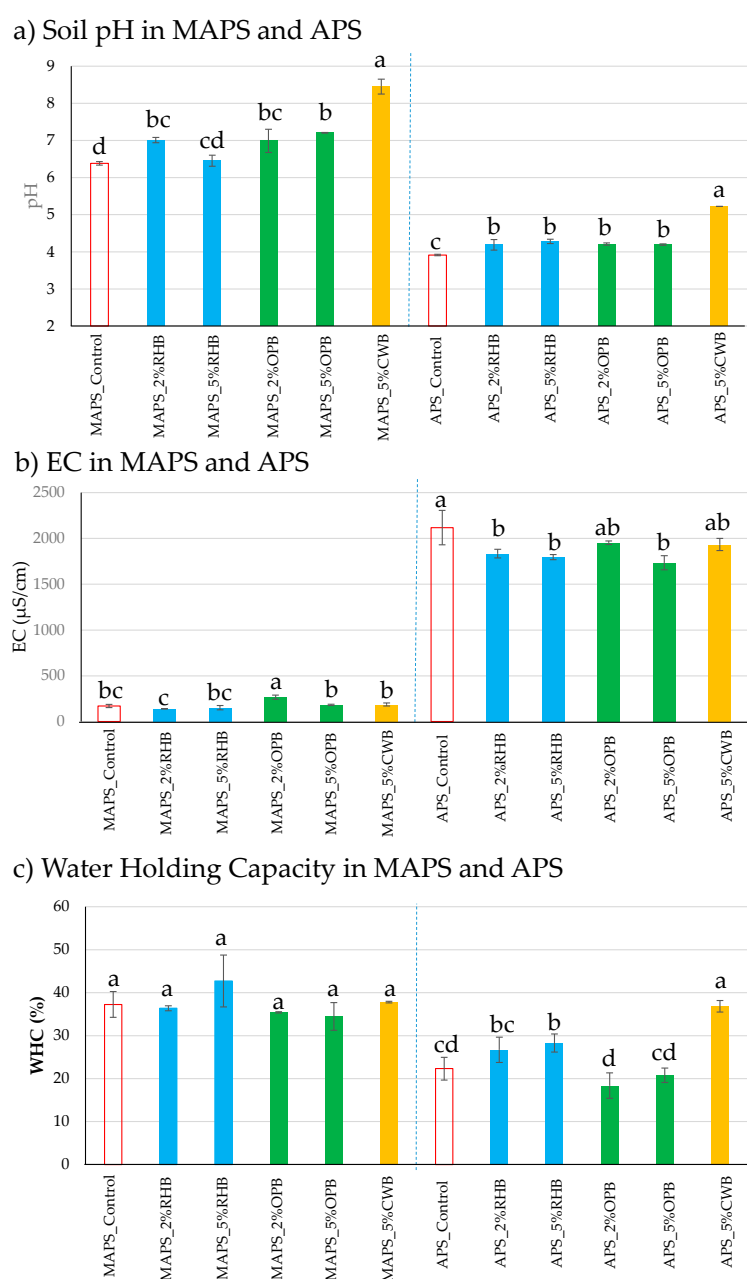 a) Soil pH in MAPS and APS
pH
9
8
7
6
5
4
3
2
d
bc
cd
bc
b
a
c
b
b
b
b
a
MAPS_Control
MAPS_2%RHB
MAPS_5%RHB
MAPS_2%OPB
MAPS_5%OPB
MAPS_5%CWB
APS_Control
APS_2%RHB
APS_5%RHB
APS_2%OPB
APS_5%OPB
APS_5%CWB
b) EC in MAPS and APS
EC (µS/cm)
2500
2000
1500
1000
500
0
bc
c
bc
a
b
b
a
b
b
ab
b
ab
MAPS_Control
MAPS_2%RHB
MAPS_5%RHB
MAPS_2%OPB
MAPS_5%OPB
MAPS_5%CWB
APS_Control
APS_2%RHB
APS_5%RHB
APS_2%OPB
APS_5%OPB
APS_5%CWB
c) Water Holding Capacity in MAPS and APS
WHC (%)
60
50
40
30
20
10
0
a
a
a
a
a
a
cd
bc
b
d
cd
a
MAPS_Control
MAPS_2%RHB
MAPS_5%RHB
MAPS_2%OPB
MAPS_5%OPB
MAPS_5%CWB
APS_Control
APS_2%RHB
APS_5%RHB
APS_2%OPB
APS_5%OPB
APS_5%CWB